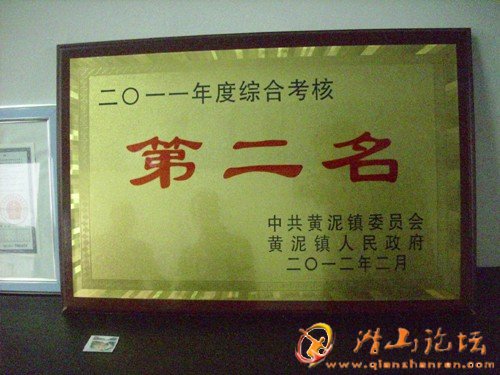 二〇一一年度综合考核
第二名
中共黄泥镇委员会
黄泥镇人民政府
二〇一二年二月
潜山论坛
www.qianshanren.com